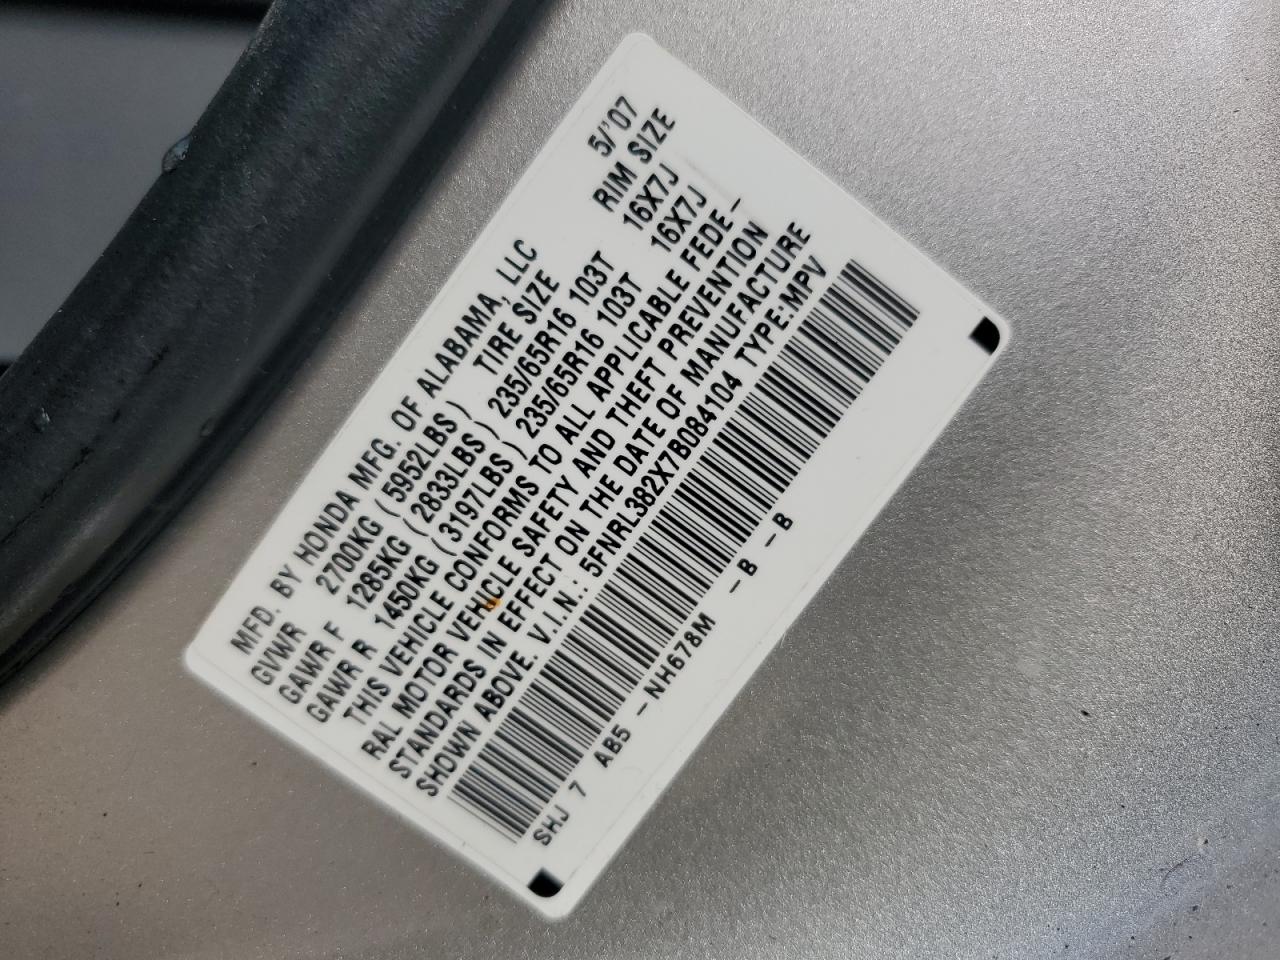 MFD. BY HONDA MFG. OF ALABAMA, LLC 5/'07
GVWR 2700KG (5952LBS) TIRE SIZE RIM SIZE
GAWR F 1285KG (2833LBS) 235/65R16 103T 16X7J
GAWR R 1450KG (3197LBS) 235/65R16 103T 16X7J
THIS VEHICLE CONFORMS TO ALL APPLICABLE FEDE-
RAL MOTOR VEHICLE SAFETY AND THEFT PREVENTION
STANDARDS IN EFFECT ON THE DATE OF MANUFACTURE
SHOWN ABOVE. V.I.N.: 5FNRL382X7B084104 TYPE:MPV
SHJ 7 AB5 - NH678M - B - B